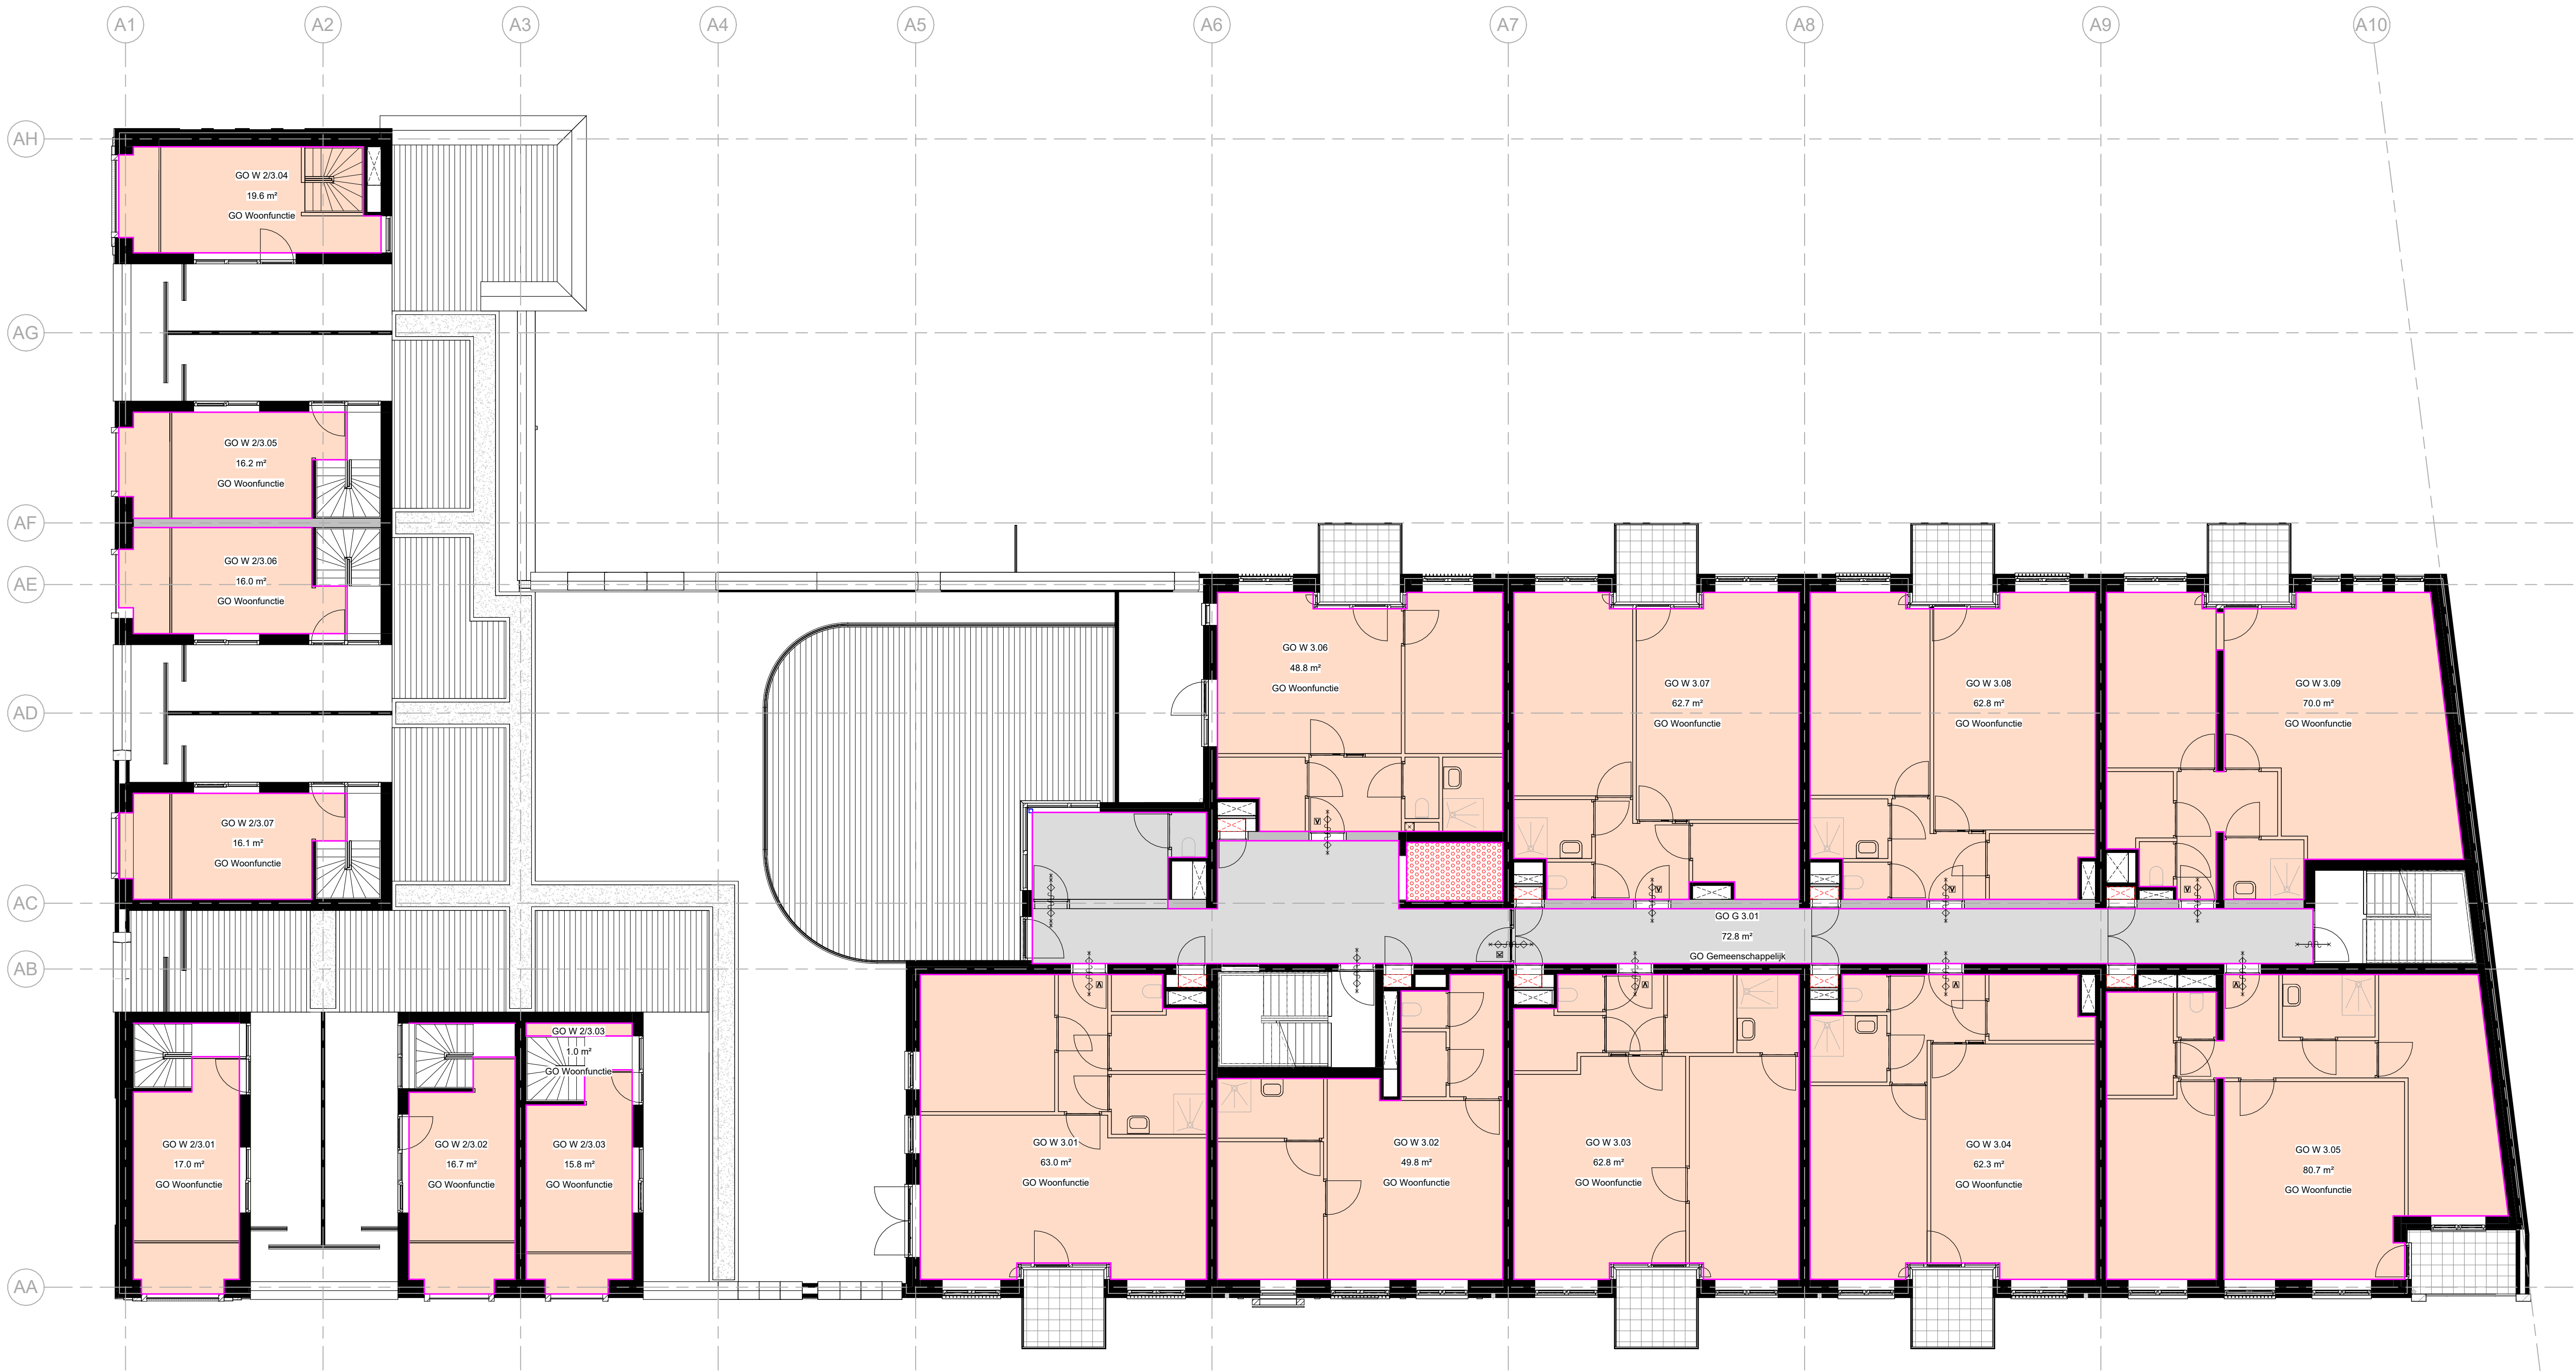 A1
A2
A3
A4
A5
A6
A7
A8
A9
A10
AH
AG
AF
AE
AD
AC
AB
AA
GO W 2/3.04
19.6 m²
GO Woonfunctie
GO W 2/3.05
16.2 m²
GO Woonfunctie
GO W 2/3.06
16.0 m²
GO Woonfunctie
GO W 2/3.07
16.1 m²
GO Woonfunctie
GO W 3.06
48.8 m²
GO Woonfunctie
GO W 3.07
62.7 m²
GO Woonfunctie
GO W 3.08
62.8 m²
GO Woonfunctie
GO W 3.09
70.0 m²
GO Woonfunctie
GO G 3.01
72.8 m²
GO Gemeenschappelijk
GO W 2/3.01
17.0 m²
GO Woonfunctie
GO W 2/3.02
16.7 m²
GO Woonfunctie
GO W 2/3.03
1.0 m²
GO Woonfunctie
GO W 2/3.03
15.8 m²
GO Woonfunctie
GO W 3.01
63.0 m²
GO Woonfunctie
GO W 3.02
49.8 m²
GO Woonfunctie
GO W 3.03
62.8 m²
GO Woonfunctie
GO W 3.04
62.3 m²
GO Woonfunctie
GO W 3.05
80.7 m²
GO Woonfunctie